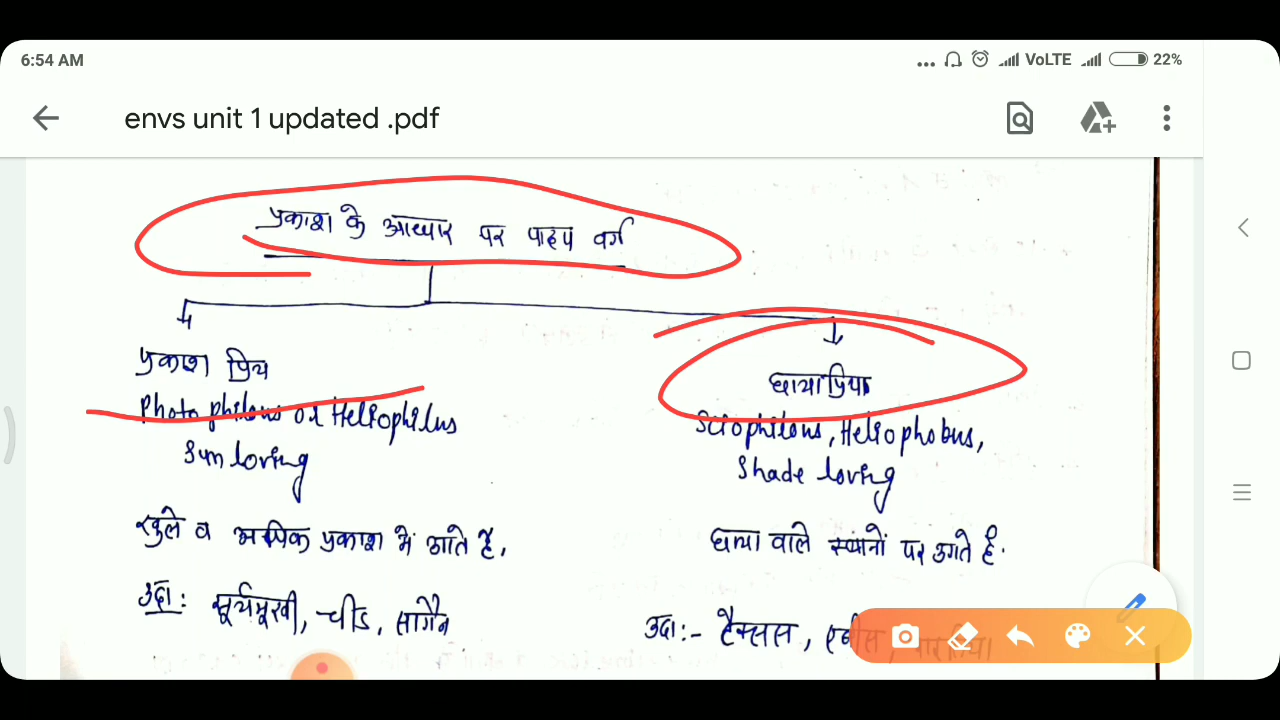 6:54 AM
... VoLTE 22%
envs unit 1 updated .pdf
प्रकाश के आधार पर पादप वर्ग
प्रकाश प्रिय
Photophilous or Heliophilus
Sun loving
खुले व अधिक प्रकाश में आते है,
उदा: सूर्यमूखी, चीड, सागौन
छायाप्रिया
Sciophilous, Heliophobus,
Shade loving
छाया वाले स्थानों पर उगते है.
उदा:- टैक्सस,